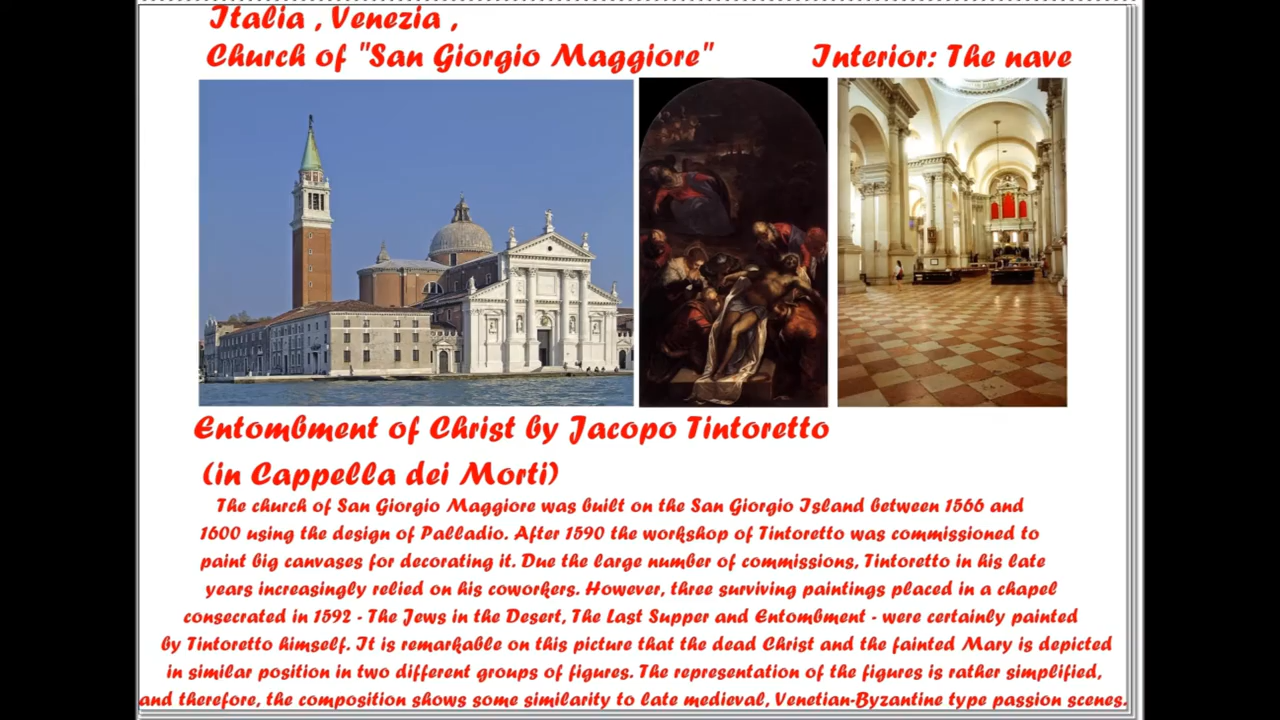 Italia , Venezia ,
Church of "San Giorgio Maggiore"
Interior: The nave
Entombment of Christ by Jacopo Tintoretto
(in Cappella dei Morti)
The church of San Giorgio Maggiore was built on the San Giorgio Island between 1566 and
1600 using the design of Palladio. After 1590 the workshop of Tintoretto was commissioned to
paint big canvases for decorating it. Due the large number of commissions, Tintoretto in his late
years increasingly relied on his coworkers. However, three surviving paintings placed in a chapel
consecrated in 1592 - The Jews in the Desert, The Last Supper and Entombment - were certainly painted
by Tintoretto himself. It is remarkable on this picture that the dead Christ and the fainted Mary is depicted
in similar position in two different groups of figures. The representation of the figures is rather simplified,
and therefore, the composition shows some similarity to late medieval, Venetian-Byzantine type passion scenes.